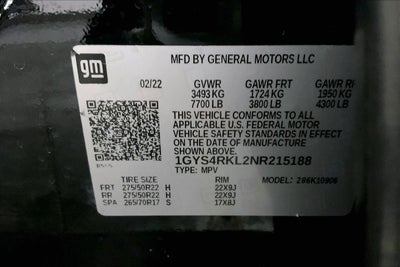 gm
MFD BY GENERAL MOTORS LLC
02/22 GVWR GAWR FRT GAWR
3493 KG 1724 KG 1950 KG
7700 LB 3800 LB 4300 LB
THIS VEHICLE CONFORMS TO ALL
APPLICABLE U.S. FEDERAL MOTOR
VEHICLE SAFETY STANDARDS IN EFFECT
ON THE DATE OF MANUFACTURE
SHOWN ABOVE.
1GYS4RKL2NR215188
TYPE: MPV
TIRE SIZE RIM MODEL:
FRT 275/50R22 H 22X9J
RR 275/50R22 H 22X9J
SPA 265/70R17 S 17X8J